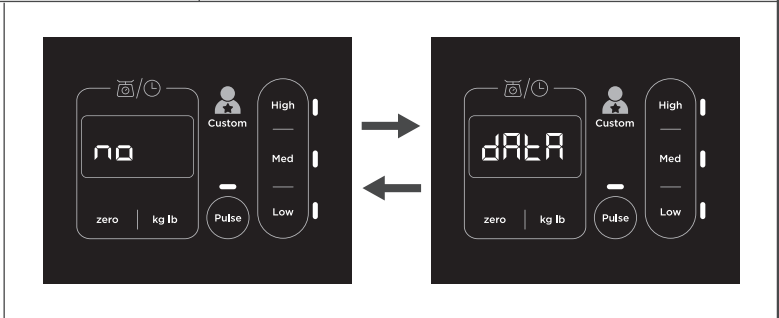 Custom
High
no
Med
zero
kg lb
Pulse
Low
Custom
High
dAtA
Med
zero
kg lb
Pulse
Low